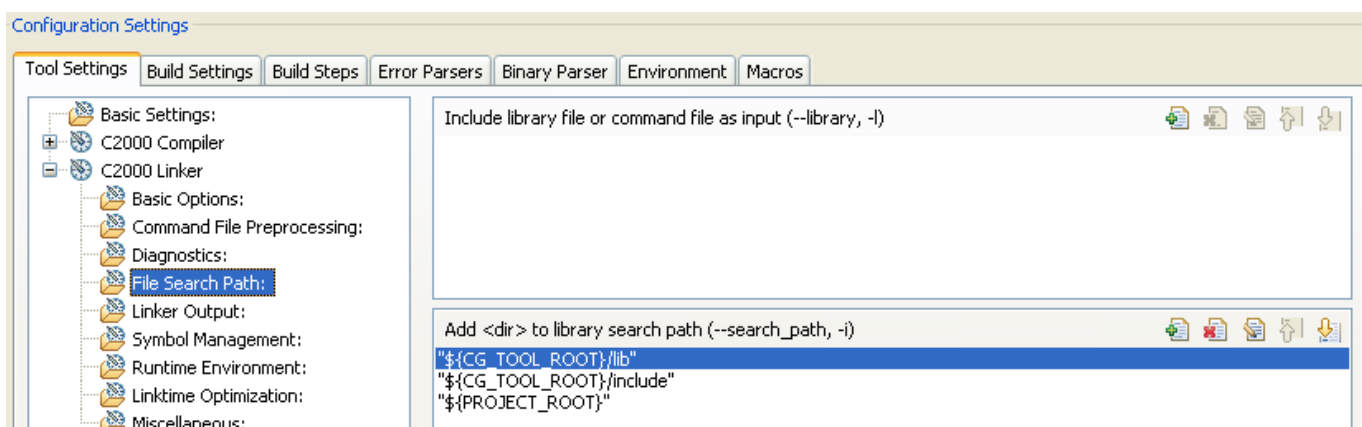 Configuration Settings
Tool Settings Build Settings Build Steps Error Parsers Binary Parser Environment Macros
Basic Settings:
C2000 Compiler
C2000 Linker
Basic Options:
Command File Preprocessing:
Diagnostics:
File Search Path:
Linker Output:
Symbol Management:
Runtime Environment:
Linktime Optimization:
Miscellaneous:
Include library file or command file as input (--library, -l)
Add <dir> to library search path (--search_path, -i)
"${CG_TOOL_ROOT}/lib"
"${CG_TOOL_ROOT}/include"
"${PROJECT_ROOT}"